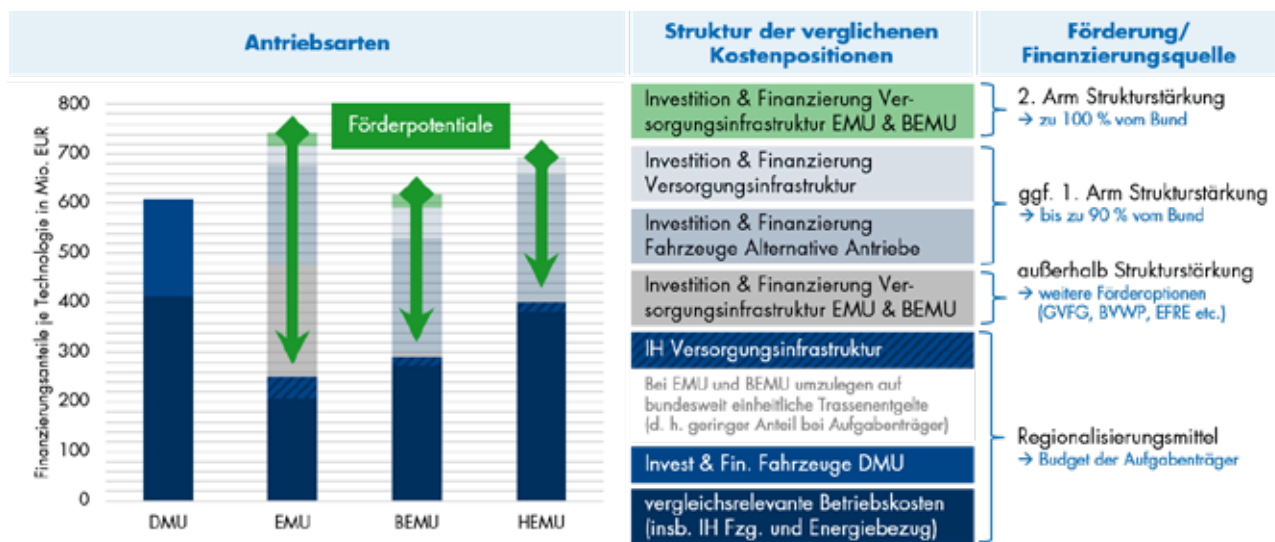 Antriebsarten
Struktur der verglichenen
Kostenpositionen
Förderung/
Finanzierungsquelle
Finanzierungsanteile je Technologie in Mio. EUR
800
700
600
500
400
300
200
100
0
DMU
EMU
BEMU
HEMU
Förderpotentiale
Investition & Finanzierung Ver-
sorgungsinfrastruktur EMU & BEMU
Investition & Finanzierung
Versorgungsinfrastruktur
Investition & Finanzierung
Fahrzeuge Alternative Antriebe
Investition & Finanzierung Ver-
sorgungsinfrastruktur EMU & BEMU
IH Versorgungsinfrastruktur
Bei EMU und BEMU umzulegen auf
bundesweit einheitliche Trassenentgelte
(d. h. geringer Anteil bei Aufgabenträger)
Invest & Fin. Fahrzeuge DMU
vergleichsrelevante Betriebskosten
(insb. IH Fzg. und Energiebezug)
2. Arm Strukturstärkung
→ zu 100 % vom Bund
ggf. 1. Arm Strukturstärkung
→ bis zu 90 % vom Bund
außerhalb Strukturstärkung
→ weitere Förderoptionen
(GVFG, BVWP, EFRE etc.)
Regionalisierungsmittel
→ Budget der Aufgabenträger